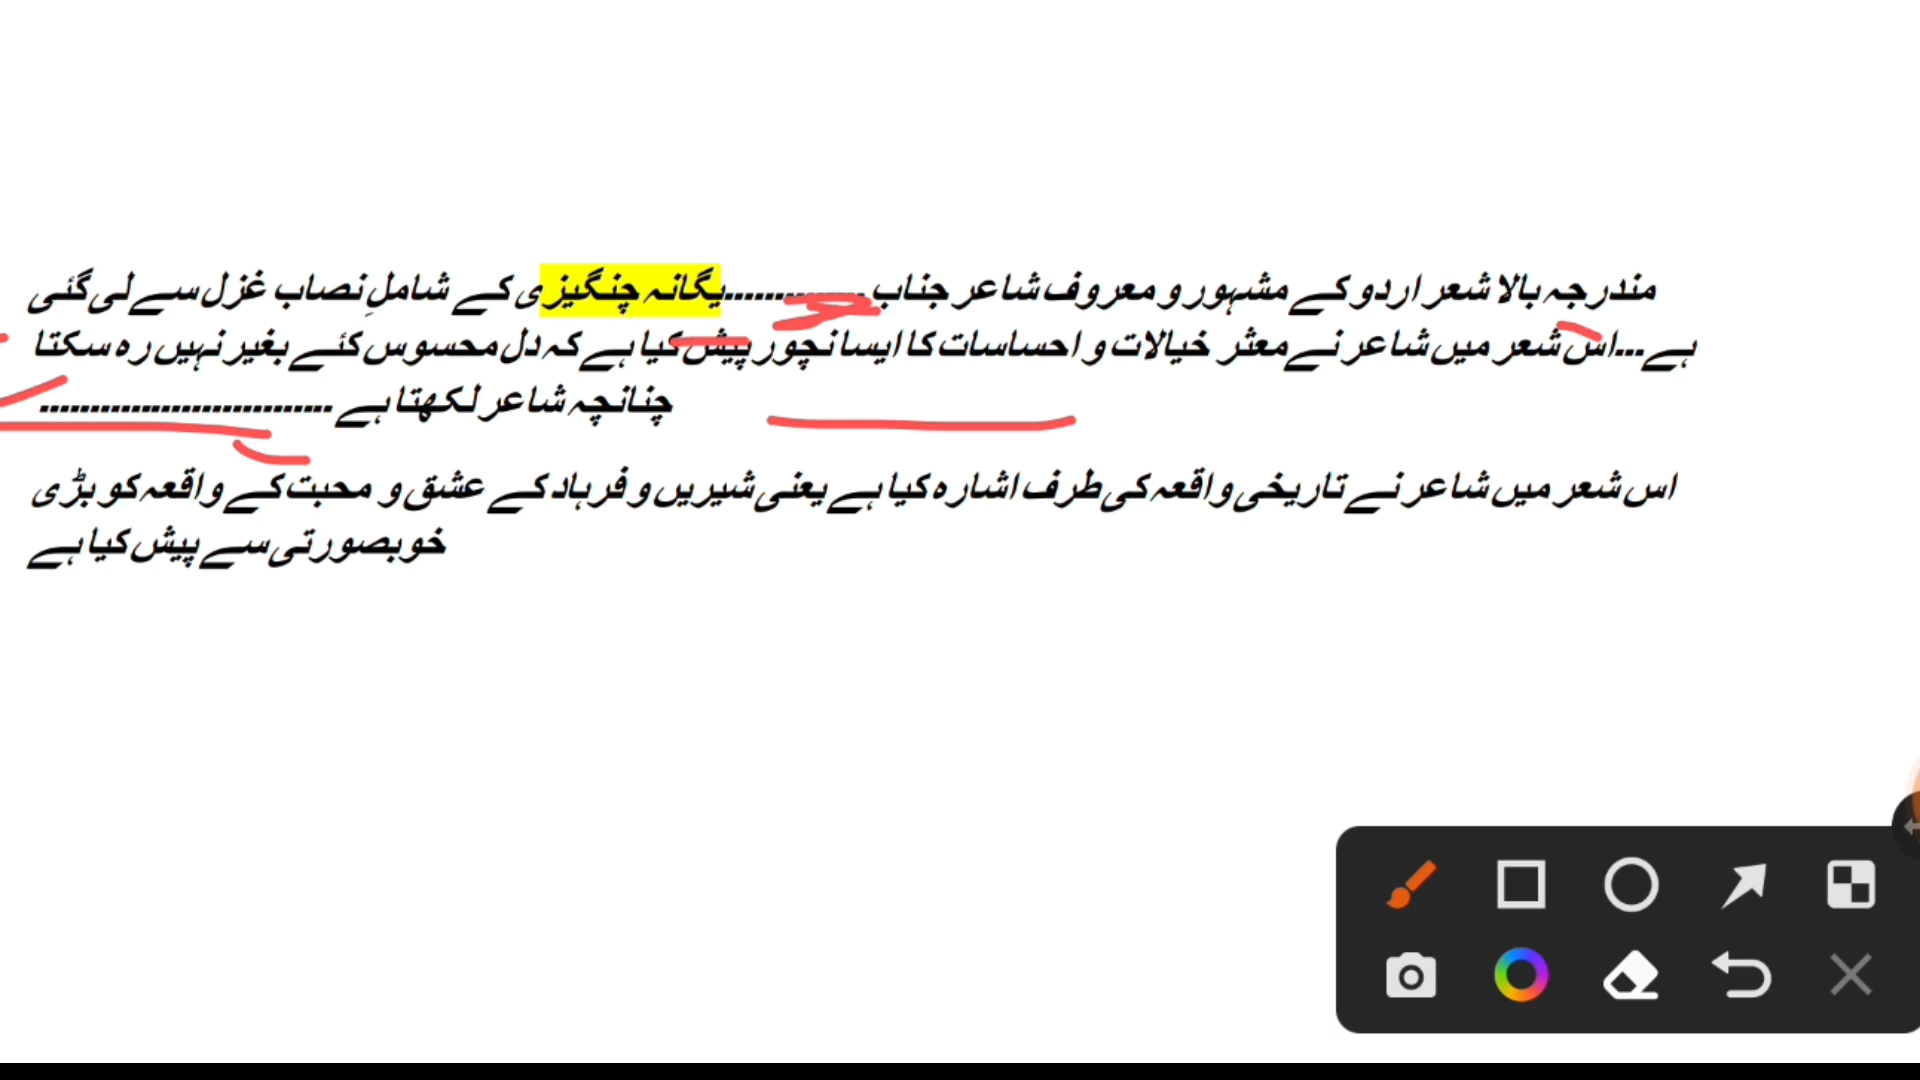 مندرجہ بالا شعر اردو کے مشہور و معروف شاعر جناب..............یگانہ چنگیزی کے شاملِ نصاب غزل سے لی گئی
ہے...اس شعر میں شاعر نے معثر خیالات و احساسات کا ایسا نچور پیش کیا ہے کہ دل محسوس کئے بغیر نہیں رہ سکتا
چنانچہ شاعر لکھتا ہے .............................
اس شعر میں شاعر نے تاریخی واقعہ کی طرف اشارہ کیا ہے یعنی شیریں و فرہاد کے عشق و محبت کے واقعہ کو بڑی
خوبصورتی سے پیش کیا ہے